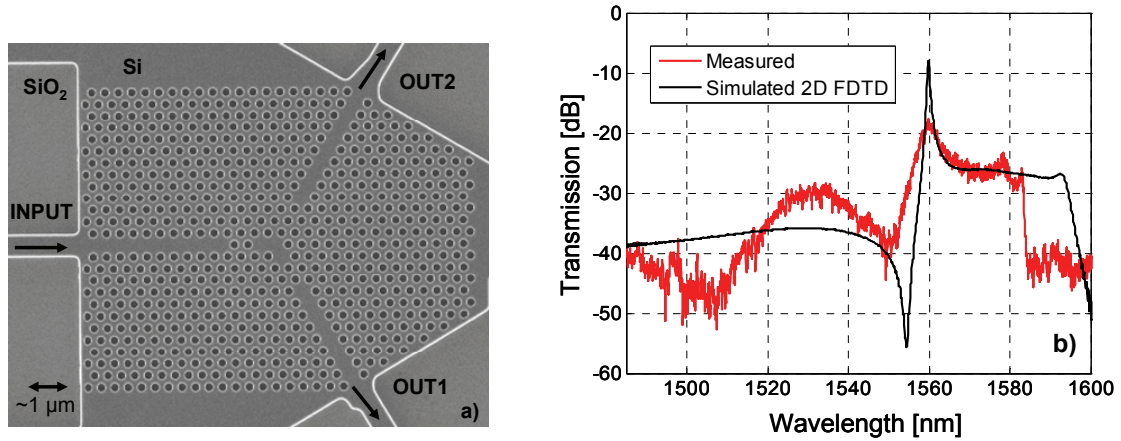 Si
SiO2
OUT2
INPUT
OUT1
~1 µm
a)
0
-10
-20
-30
-40
-50
-60
Transmission [dB]
Measured
Simulated 2D FDTD
b)
1500
1520
1540
1560
1580
1600
Wavelength [nm]